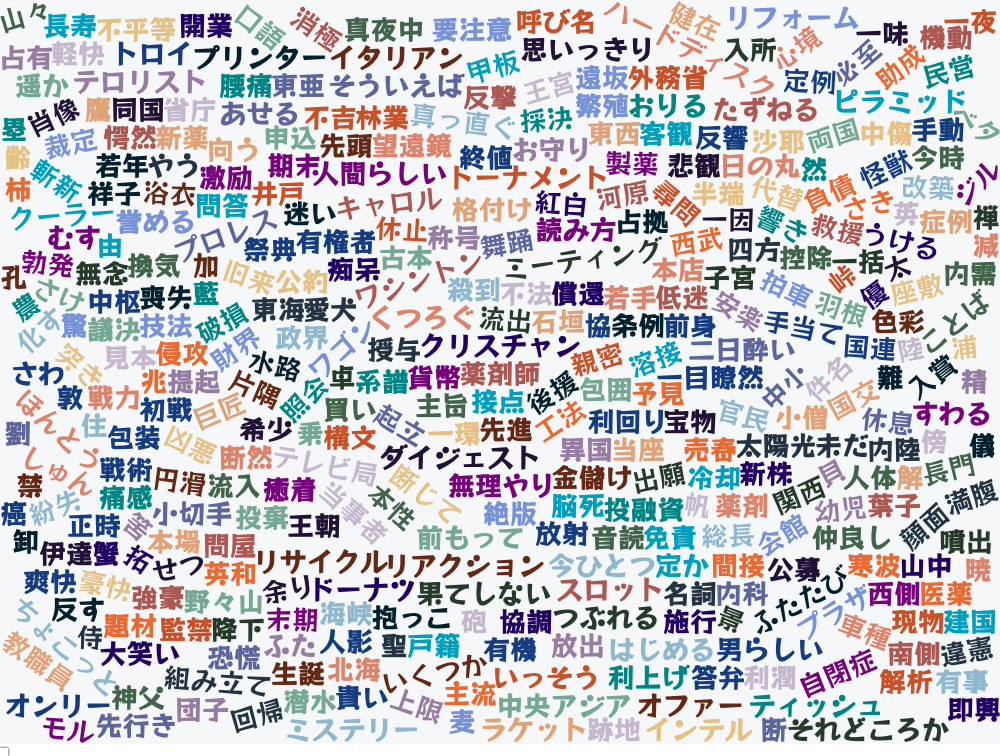 山々 長寿 不平等 開業 口語 消極 真夜中 要注意 呼び名 ハードディスク 健在 リフォーム 一味 機動 一夜
占有 軽快 トロイ プリンター イタリアン 思いっきり 入所 心境 必至 助成 民営
遥か テロリスト 腰痛 東亜 そういえば 甲板 反撃 王宮 遠坂 外務省 定例
塁 肖像 鷹 同国 省庁 あせる 不吉 林業 真っ直ぐ 採決 繁殖 おりる たずねる ピラミッド
齢 裁定 愕然 新薬 向う 申込 先頭 望遠鏡 終値 お守り 東西 客観 反響 沙耶 両国 中傷 手動
柿 斬新 若年 やう 激励 期末 人間らしい トーナメント 製薬 悲観 日の丸 然 怪獣 今時 ジル
クーラー 祥子 浴衣 井戸 迷い キャロル 格付け 紅白 河原 尋問 半端 代替 負債 さき 改築
むす 由 誉める 問答 プロレス 祭典 有権者 休止 称号 舞踊 読み方 占拠 西武 一因 響き 救援 うける 症例 禅 減
孔 勃発 無念 換気 加 旧来 公約 痴呆 古本 ワシントン ミーティング 本店 子宮 四方 控除 一括 峠 太 内需
農 さけ 中枢 喪失 藍 東海 愛犬 殺到 不法 償還 若手 低迷 安楽 拍車 羽根 優 座敷
化す 驚 議決 技法 破損 財界 政界 ワゴン くつろぐ 流出 石垣 協 条例 前身 手当て 色彩 ことば
さわ 突き 見本 侵攻 水路 授与 クリスチャン 親密 溶接 二日酔い 国連 陸 浦
敦 戦力 兆 提起 片隅 照会 卓 系譜 貨幣 薬剤師 後援 包囲 予見 一目瞭然 中小 件名 国交 難 入賞 精
劉 ほんとう 住 初戦 巨匠 希少 乗 買い 横文 起立 主旨 一環 接点 先進 工法 利回り 宝物 官民 小僧 休息 すわる
しゅん 包装 凶悪 断然 テレビ局 ダイジェスト 異国 当座 売春 太陽光 未だ 内陸 傍 儀
禁 戦術 円滑 流入 癒着 当事者 本性 断じて 無理やり 金儲け 出願 冷却 新株 貝 人体 解 長門
癌 紛失 痛感 小切手 投棄 王朝 絶版 脳死 投融資 帆 薬剤 関西 幼児 葉子 顔面 満腹
卸 正時 害 本場 問屋 前もって 放射 音読 免責 総長 会館 仲良し 噴出
伊達 蟹 拓 せつ 英和 リサイクル リアクション 今ひとつ 定か 間接 公募 寒波 山中 暁
爽快 豪快 強豪 野々山 余り ドーナツ 果てしない スロット 名詞 内科 ふたたび プラザ 西側 医薬
ちょこっと 反す 侍 題材 監禁 降下 末期 海峡 抱っこ 砲 協調 つぶれる 施行 尋 車種 現物 建国
教職員 大笑い 恐慌 ふた 人影 聖 戸籍 有機 放出 はじめる 男らしい 南側 違憲
組み立て 生誕 北海 いくつか いっそう 利上げ 答弁 利潤 自閉症 解析 有事
オンリー 神父 団子 回帰 潜水 貴い 上限 主流 中央アジア オファー ティッシュ 即興
モル 先行き ミステリー 麦 ラケット 跡地 インテル 断 それどころか